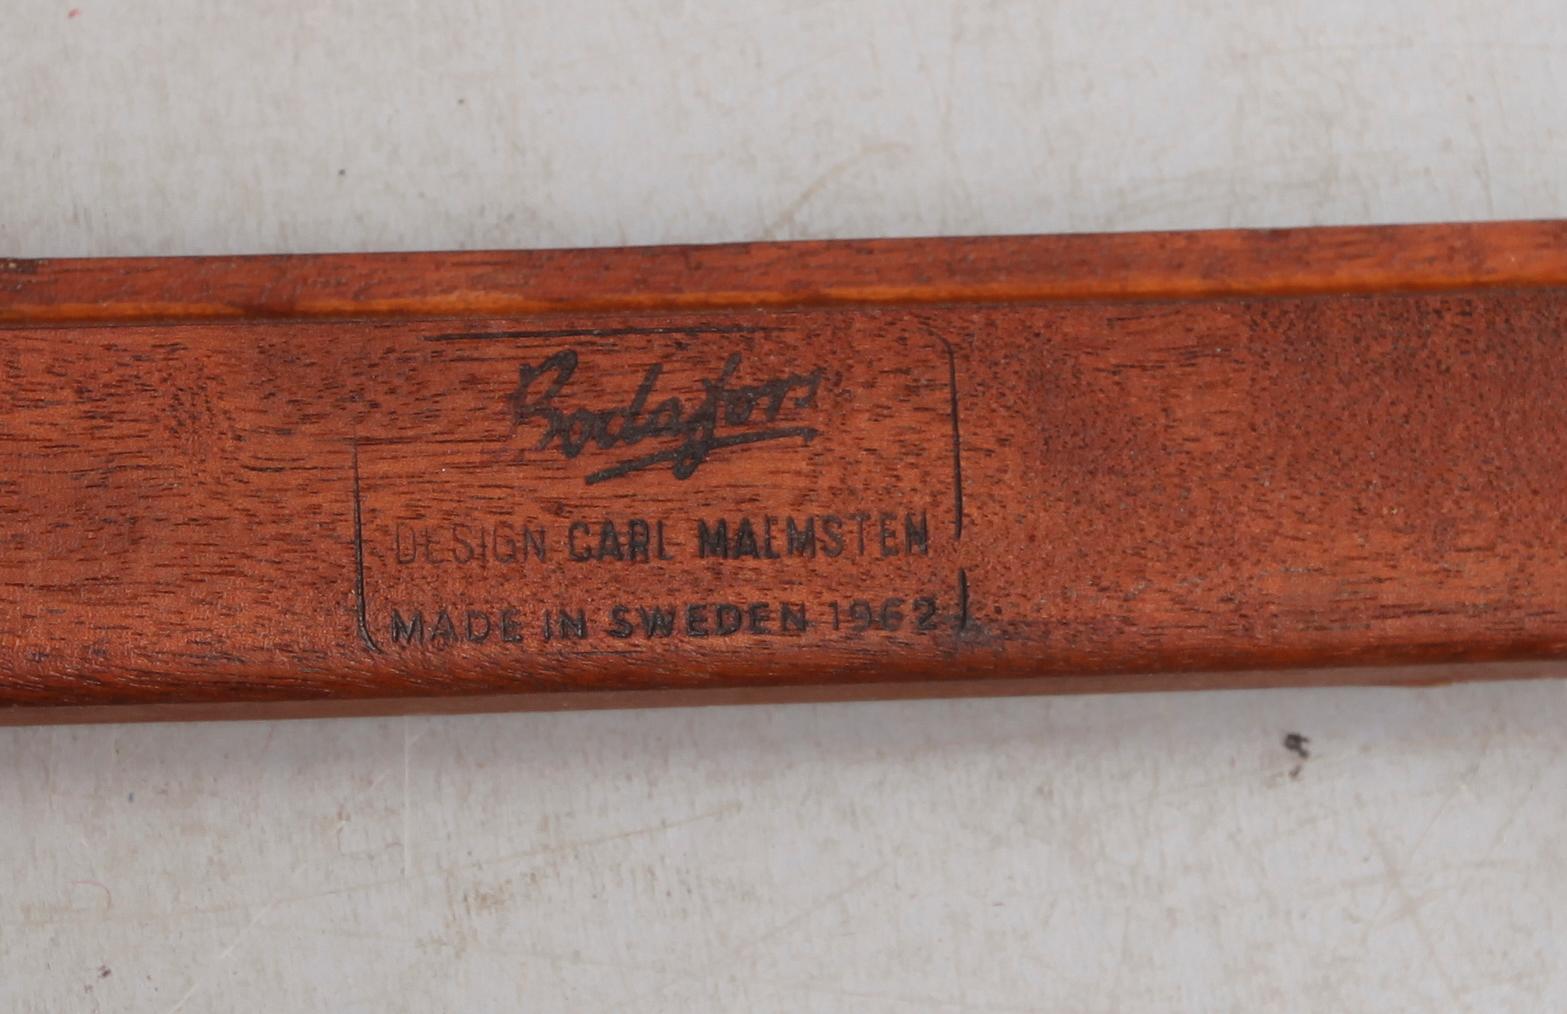 Bodafors
DESIGN CARL MALMSTEN
MADE IN SWEDEN 1962